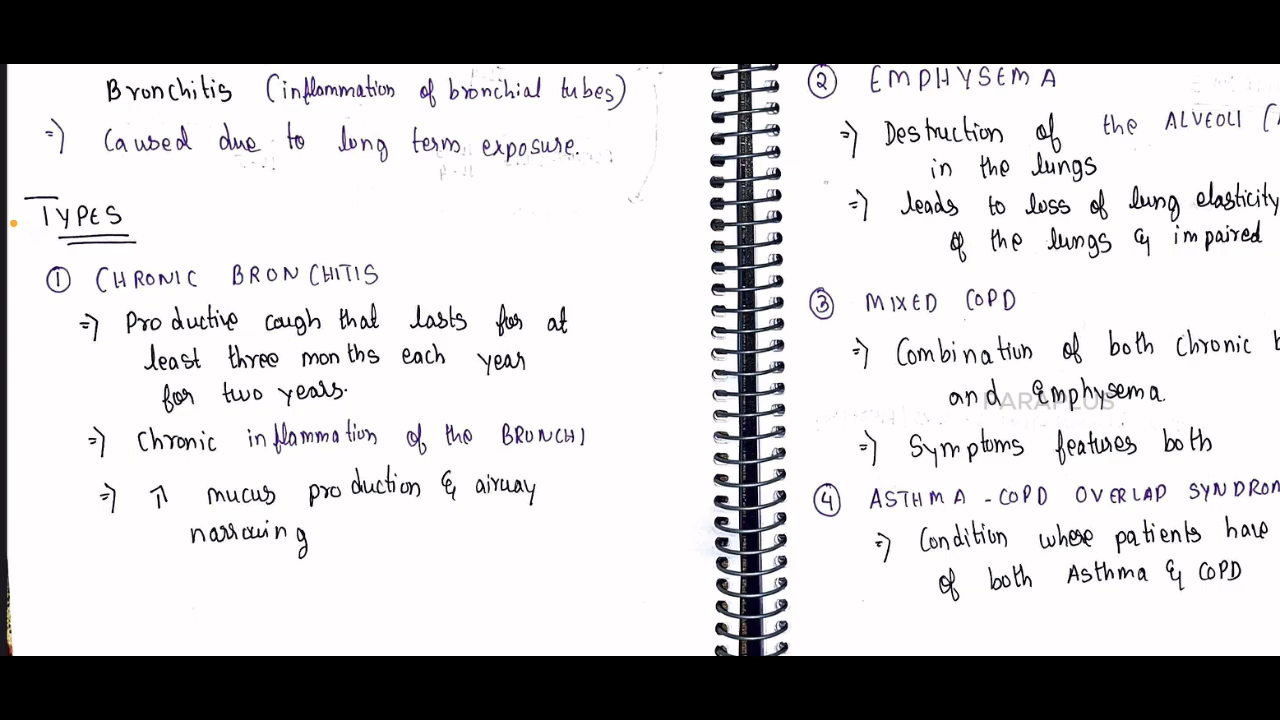 Bronchitis (inflammation of bronchial tubes)
⇒ Caused due to long term exposure.
TYPES
① CHRONIC BRONCHITIS
⇒ Productive cough that lasts for at
least three months each year
for two years.
⇒ Chronic inflammation of the BRONCHI
⇒ ↑↑ mucus production & airway
narrowing
② EMPHYSEMA
⇒ Destruction of the ALVEOLI (
in the lungs
⇒ leads to loss of lung elasticity
of the lungs & impaired
③ MIXED COPD
⇒ Combination of both chronic
and Emphysema.
PARAPLUS
⇒ Symptoms features both
④ ASTHMA - COPD OVERLAP SYNDROM
⇒ Condition where patients have
of both Asthma & COPD